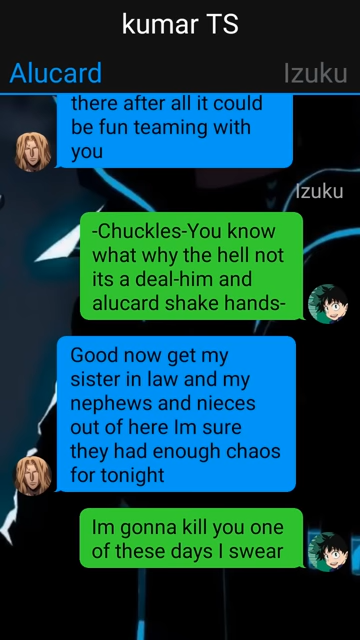 kumar TS
Alucard
Izuku
there after all it could
be fun teaming with
you
Izuku
-Chuckles-You know
what why the hell not
its a deal-him and
alucard shake hands-
Good now get my
sister in law and my
nephews and nieces
out of here Im sure
they had enough chaos
for tonight
Im gonna kill you one
of these days I swear